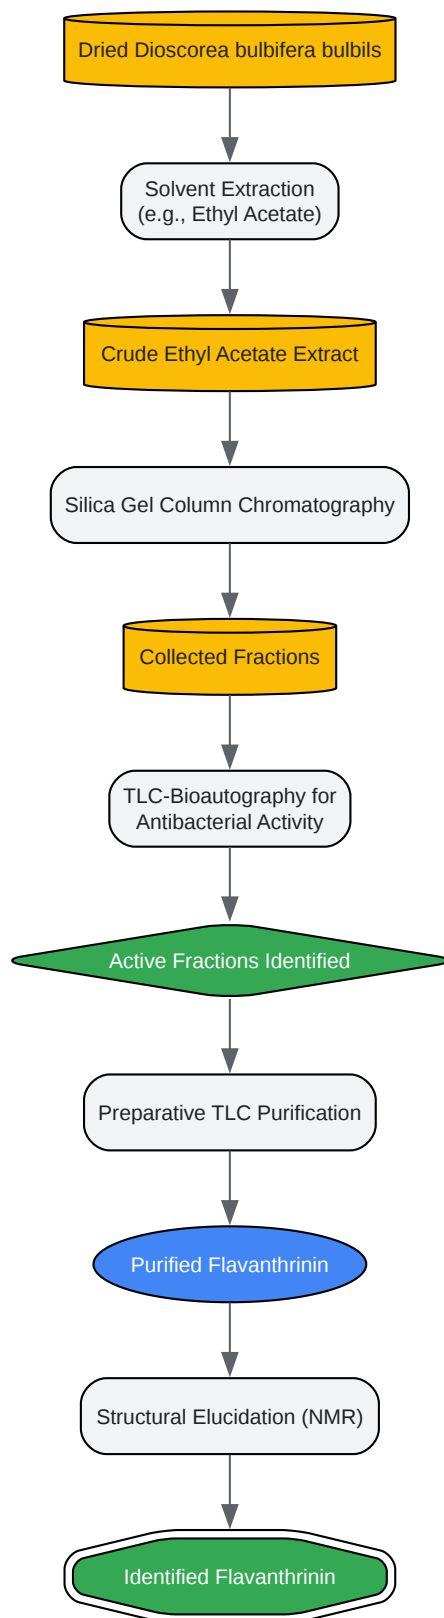 Dried Dioscorea bulbifera bulbils
Solvent Extraction
(e.g., Ethyl Acetate)
Crude Ethyl Acetate Extract
Silica Gel Column Chromatography
Collected Fractions
TLC-Bioautography for
Antibacterial Activity
Active Fractions Identified
Preparative TLC Purification
Purified Flavanthrinin
Structural Elucidation (NMR)
Identified Flavanthrinin